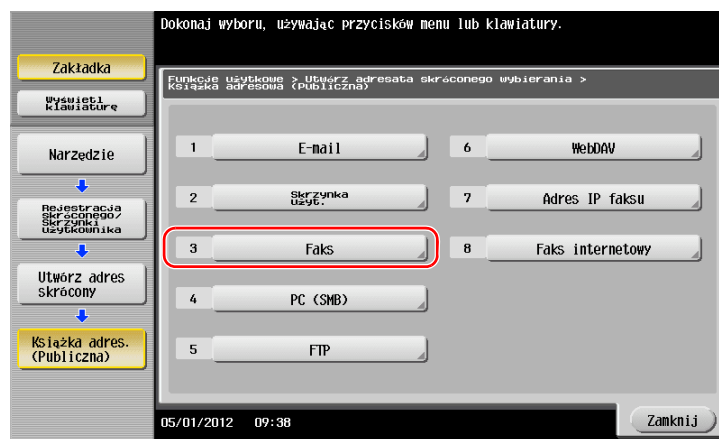 Dokonaj wyboru, używając przycisków menu lub klawiatury.
Zakładka
Wyświetl
klawiaturę
Narzędzie
Rejestracja
skróconego/
Skrzynki
użytkownika
Utwórz adres
skrócony
Książka adres.
(Publiczna)
Funkcje użytkowe > Utwórz adresata skróconego wybierania >
Książka adresowa (Publiczna)
1 E-mail
6 WebDAV
2 Skrzynka
użyt.
7 Adres IP faksu
3 Faks
8 Faks internetowy
4 PC (SMB)
5 FTP
05/01/2012 09:38
Zamknij